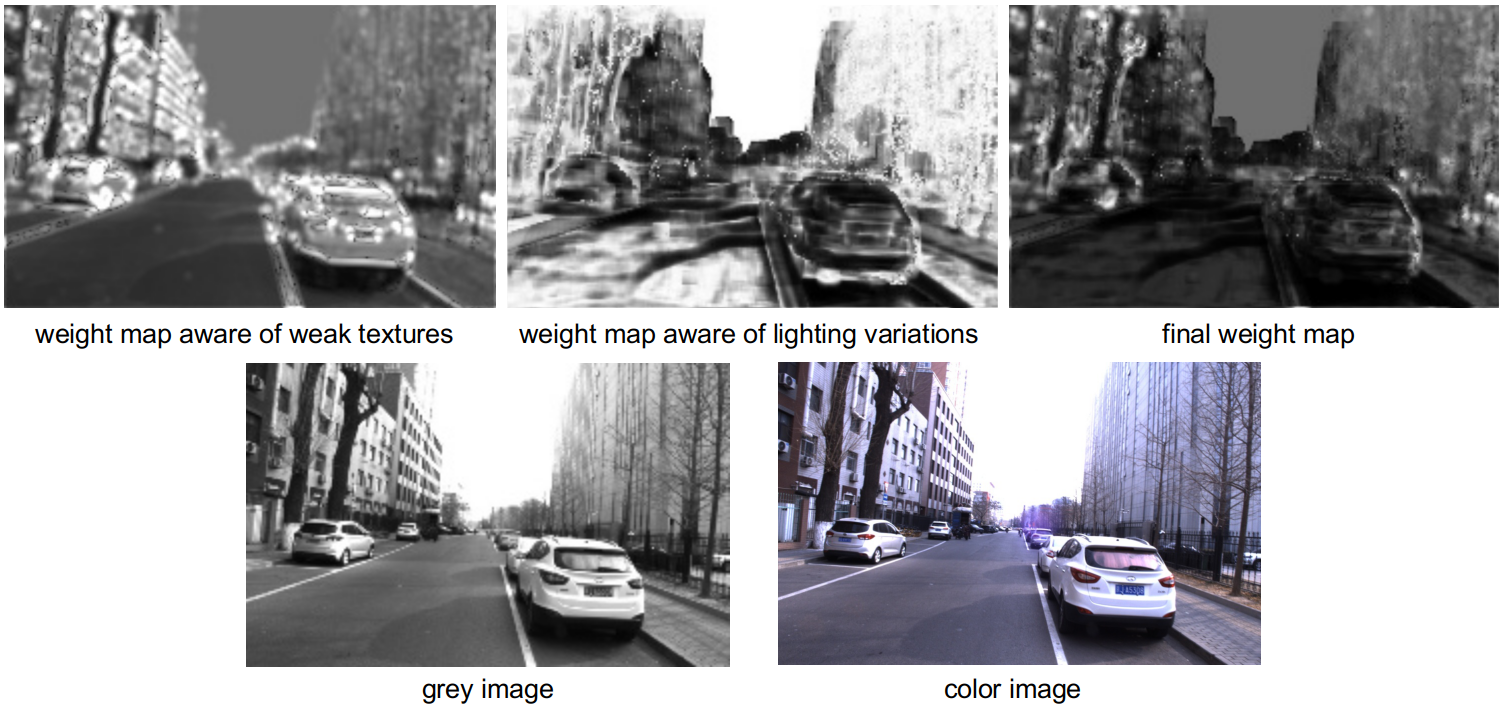 weight map aware of weak textures
weight map aware of lighting variations
final weight map
grey image
color image